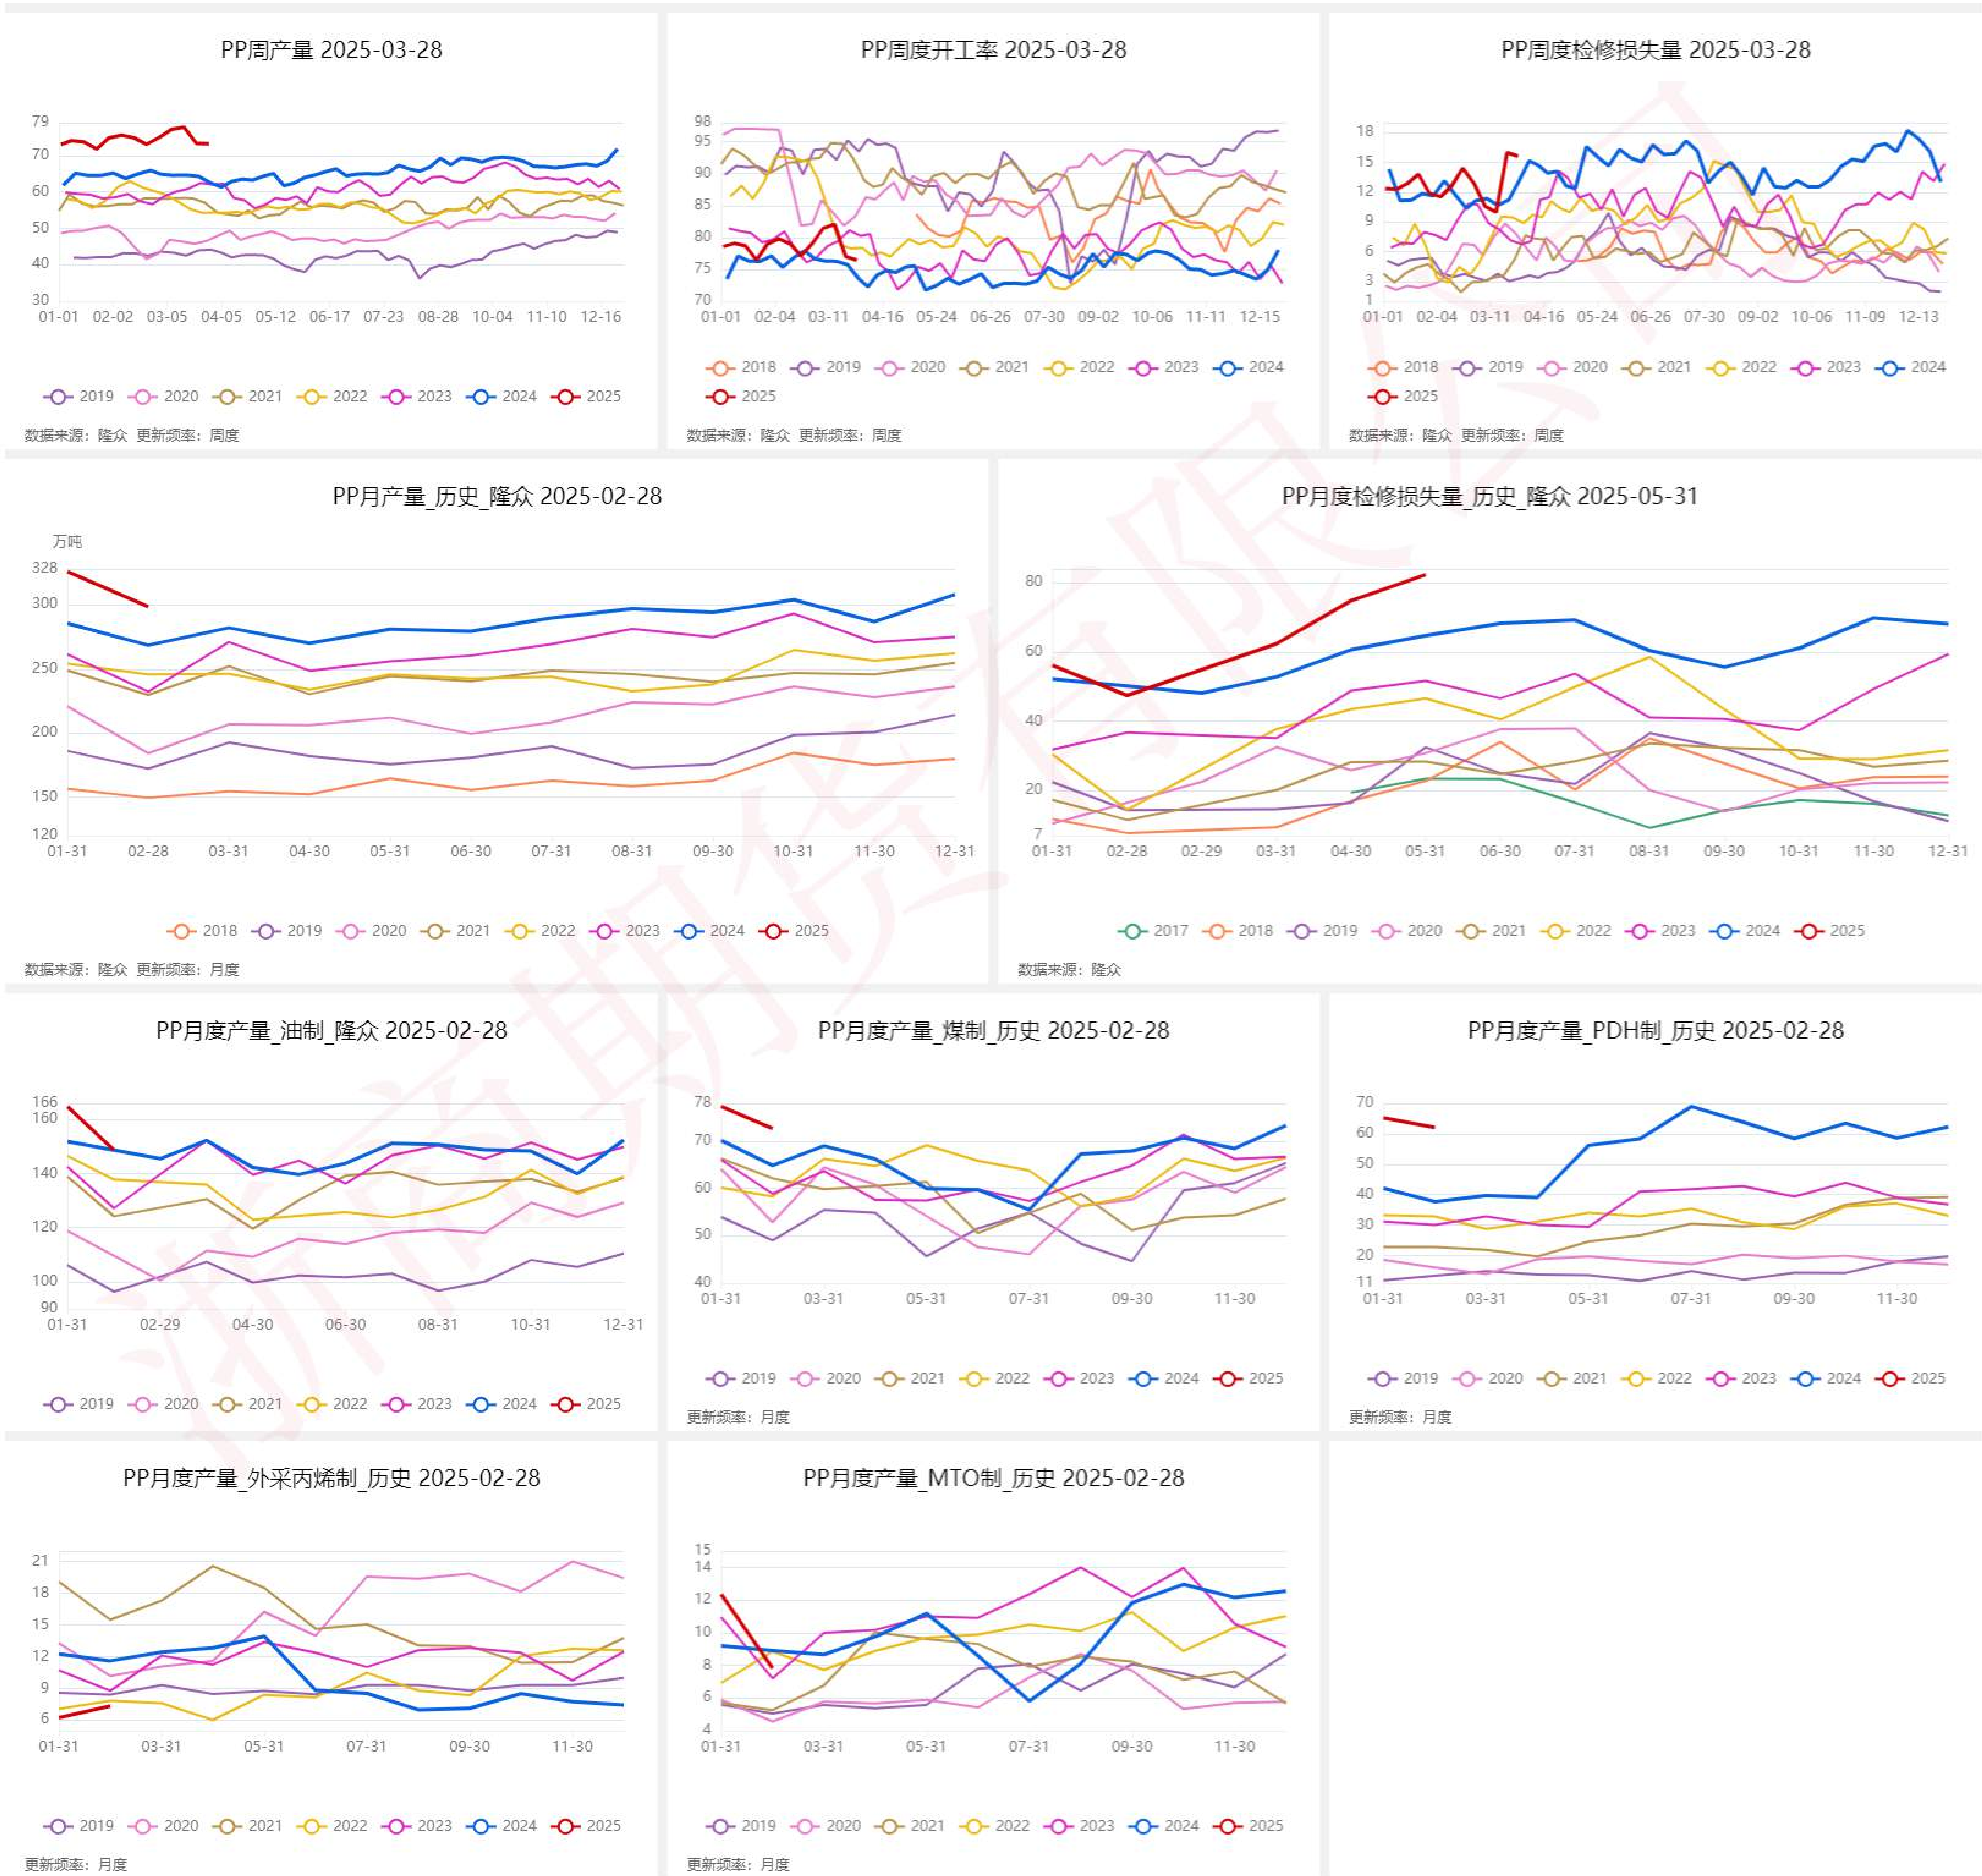 PP周产量 2025-03-28
79
70
60
50
40
30
01-01 02-02 03-05 04-05 05-12 06-17 07-23 08-28 10-04 11-10 12-16
2019 2020 2021 2022 2023 2024 2025
数据来源：隆众 更新频率：周度
PP周度开工率 2025-03-28
98
95
90
85
80
75
70
01-01 02-04 03-11 04-16 05-24 06-26 07-30 09-02 10-06 11-11 12-15
2018 2019 2020 2021 2022 2023 2024
2025
数据来源：隆众 更新频率：周度
PP周度检修损失量 2025-03-28
18
15
12
9
6
3
1
01-01 02-04 03-11 04-16 05-24 06-26 07-30 09-02 10-06 11-09 12-13
2018 2019 2020 2021 2022 2023 2024
2025
数据来源：隆众 更新频率：周度
PP月产量_历史_隆众 2025-02-28
万吨
328
300
250
200
150
120
01-31 02-28 03-31 04-30 05-31 06-30 07-31 08-31 09-30 10-31 11-30 12-31
2018 2019 2020 2021 2022 2023 2024 2025
数据来源：隆众 更新频率：月度
PP月度检修损失量_历史_隆众 2025-05-31
80
60
40
20
7
01-31 02-28 02-29 03-31 04-30 05-31 06-30 07-31 08-31 09-30 10-31 11-30 12-31
2017 2018 2019 2020 2021 2022 2023 2024 2025
数据来源：隆众
PP月度产量_油制_隆众 2025-02-28
166
160
140
120
100
90
01-31 02-29 04-30 06-30 08-31 10-31 12-31
2019 2020 2021 2022 2023 2024 2025
PP月度产量_煤制_历史 2025-02-28
78
70
60
50
40
01-31 03-31 05-31 07-31 09-30 11-30
2019 2020 2021 2022 2023 2024 2025
更新频率：月度
PP月度产量_PDH制_历史 2025-02-28
70
60
50
40
30
20
11
01-31 03-31 05-31 07-31 09-30 11-30
2019 2020 2021 2022 2023 2024 2025
更新频率：月度
PP月度产量_外采丙烯制_历史 2025-02-28
21
18
15
12
9
6
01-31 03-31 05-31 07-31 09-30 11-30
2019 2020 2021 2022 2023 2024 2025
更新频率：月度
PP月度产量_MTO制_历史 2025-02-28
15
14
12
10
8
6
4
01-31 03-31 05-31 07-31 09-30 11-30
2019 2020 2021 2022 2023 2024 2025
更新频率：月度
浙商期货有限公司